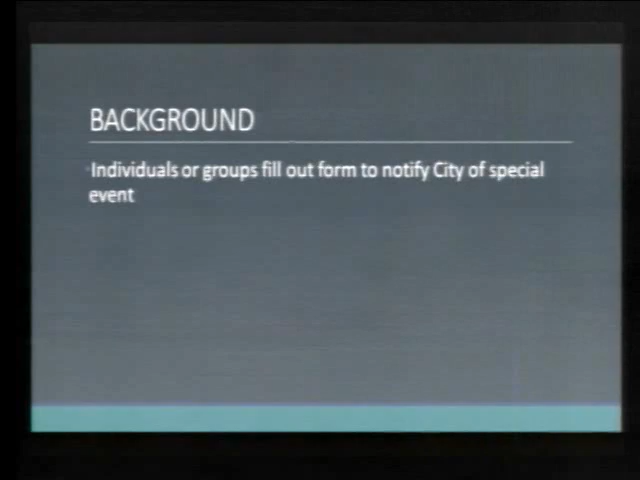 BACKGROUND
Individuals or groups fill out form to notify City of special
event